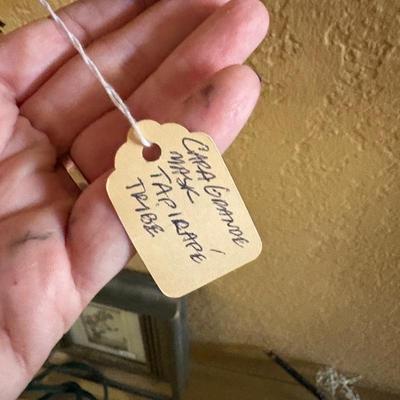 CARA GRANDE
MASK
TAPIRAPÉ
TRIBE